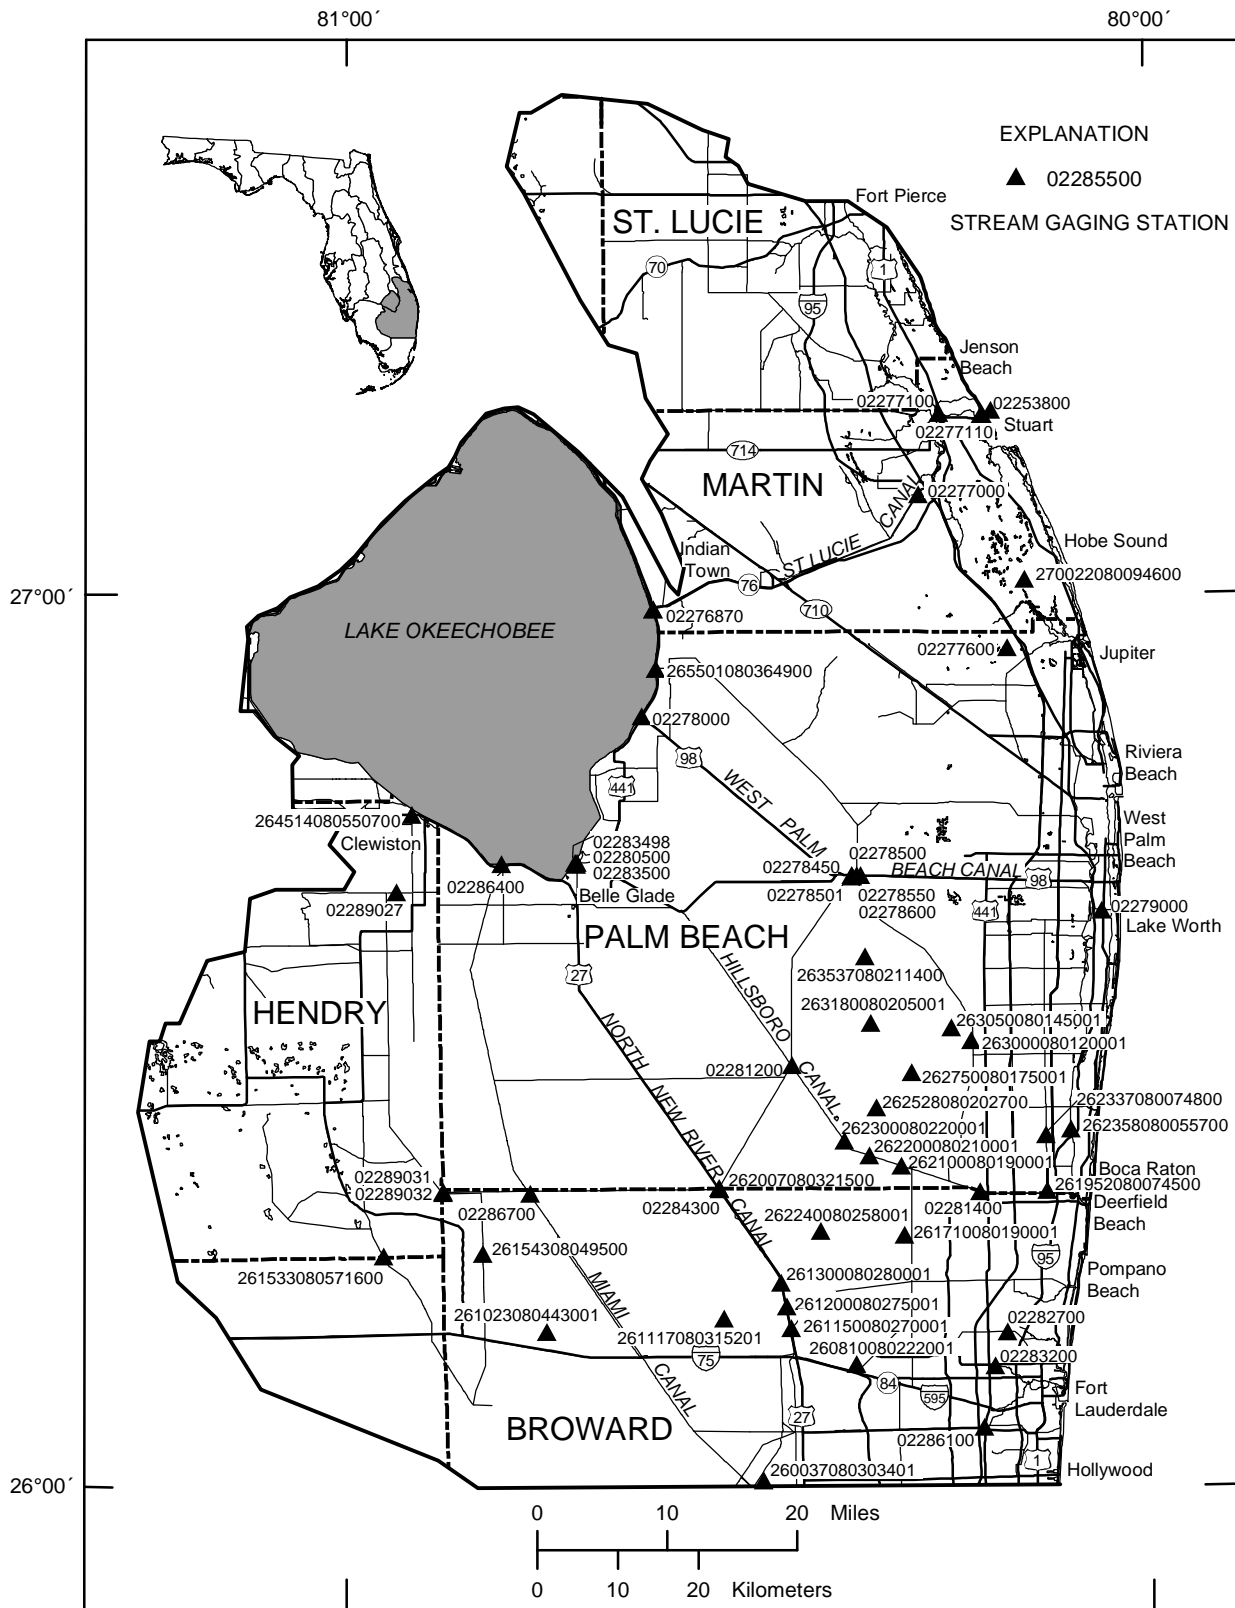 81°00´
80°00´
EXPLANATION
02285500
STREAM GAGING STATION
Fort Pierce
ST. LUCIE
70
1
95
Jenson
Beach
02277100
02253800
Stuart
02277110
714
MARTIN
02277000
ST LUCIE
CANAL
Hobe Sound
Indian
Town
270022080094600
76
27°00´
710
02276870
LAKE OKEECHOBEE
02277600
Jupiter
265501080364900
02278000
98
WEST PALM
BEACH CANAL
Riviera
Beach
441
264514080550700
Clewiston
West
Palm
Beach
02283498
02280500
02283500
Belle Glade
02278500
02278450
02278501
02278550
02278600
98
02286400
02289027
441
02279000
Lake Worth
PALM BEACH
27
263537080211400
HILLSBORO
CANAL
263180080205001
HENDRY
263050080145001
263000080120001
NORTH NEW RIVER
CANAL
02281200
262750080175001
262528080202700
262337080074800
262300080220001
262358080055700
262200080210001
262100080190001
Boca Raton
02289031
02289032
262007080321500
261952080074500
02286700
02284300
02281400
Deerfield
Beach
262240080258001
261710080190001
26154308049500
95
261533080571600
Pompano
Beach
261300080280001
MIAMI
CANAL
261200080275001
261023080443001
261150080270001
02282700
261117080315201
260810080222001
75
02283200
84
595
Fort
Lauderdale
27
BROWARD
02286100
1
260037080303401
Hollywood
26°00´
0 10 20 Miles
0 10 20 Kilometers